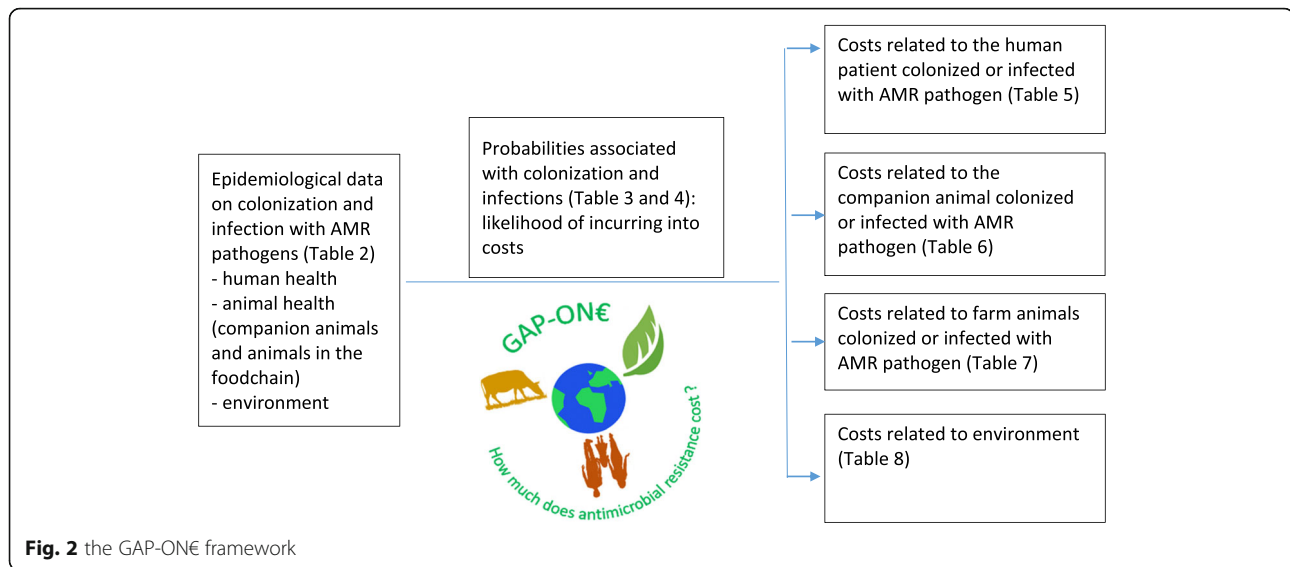 Epidemiological data
on colonization and
infection with AMR
pathogens (Table 2)
- human health
- animal health
(companion animals
and animals in the
foodchain)
- environment
Probabilities associated
with colonization and
infections (Table 3 and 4):
likelihood of incurring into
costs
GAP-ON€
How much does antimicrobial resistance cost ?
Costs related to the human
patient colonized or infected
with AMR pathogen (Table 5)
Costs related to the
companion animal colonized
or infected with AMR
pathogen (Table 6)
Costs related to farm animals
colonized or infected with
AMR pathogen (Table 7)
Costs related to environment
(Table 8)
Fig. 2 the GAP-ON€ framework